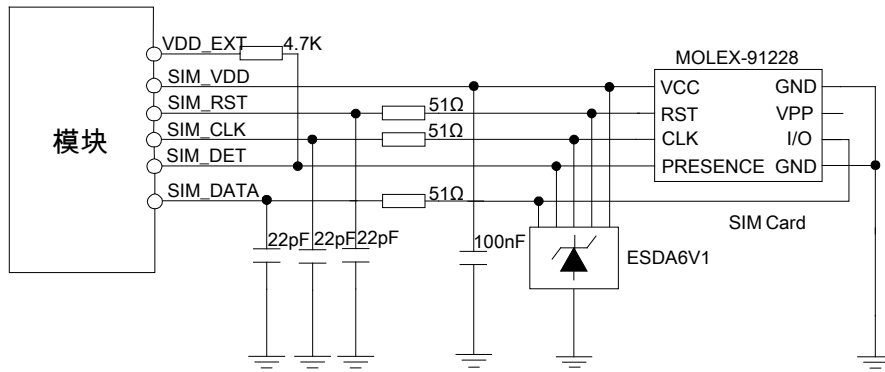 模块
VDD_EXT
4.7K
SIM_VDD
SIM_RST
51Ω
SIM_CLK
51Ω
SIM_DET
SIM_DATA
51Ω
22pF
22pF
22pF
100nF
ESDA6V1
MOLEX-91228
VCC
GND
RST
VPP
CLK
I/O
PRESENCE
GND
SIM Card